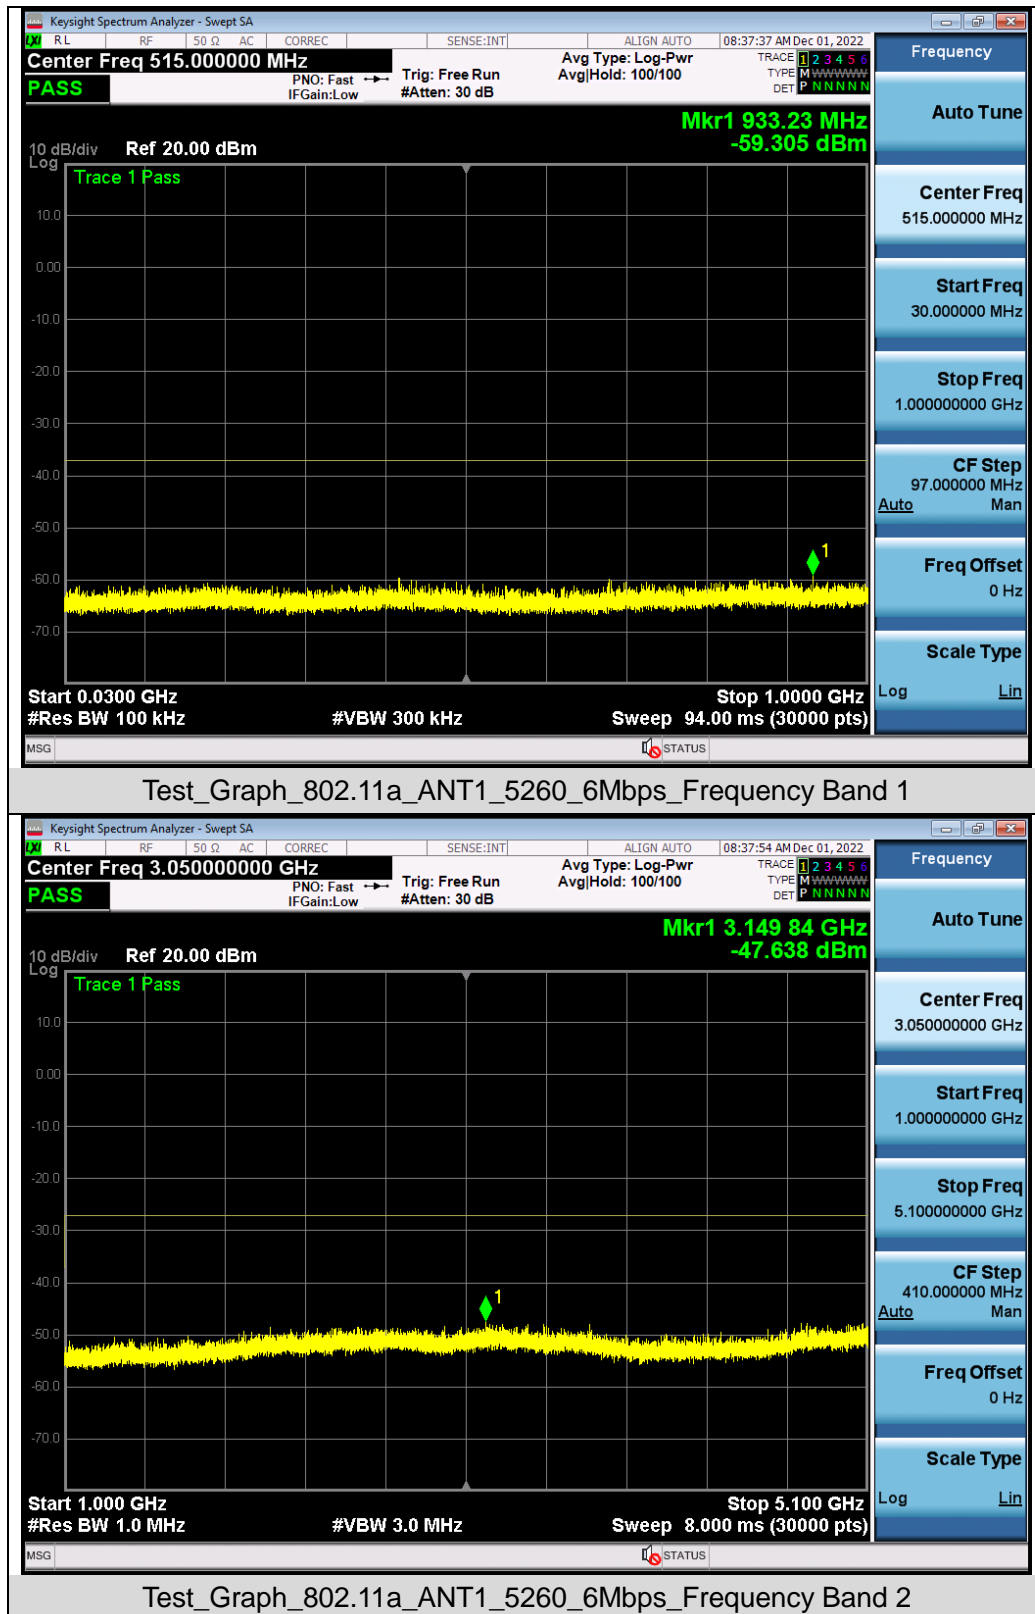 Keysight Spectrum Analyzer - Swept SA
LXI RL RF 50 Ω AC CORREC SENSE:INT ALIGN AUTO 08:37:37 AM Dec 01, 2022
Center Freq 515.000000 MHz
PASS
PNO: Fast
IFGain:Low
Trig: Free Run
#Atten: 30 dB
Avg Type: Log-Pwr
Avg|Hold: 100/100
TRACE 1 2 3 4 5 6
TYPE M WWWWW
DET P N N N N N
Mkr1 933.23 MHz
-59.305 dBm
10 dB/div Ref 20.00 dBm
Log
Trace 1 Pass
10.0
0.00
-10.0
-20.0
-30.0
-40.0
-50.0
1
-60.0
-70.0
Start 0.0300 GHz Stop 1.0000 GHz
#Res BW 100 kHz #VBW 300 kHz Sweep 94.00 ms (30000 pts)
MSG STATUS
Frequency
Auto Tune
Center Freq
515.000000 MHz
Start Freq
30.000000 MHz
Stop Freq
1.000000000 GHz
CF Step
97.000000 MHz
Auto Man
Freq Offset
0 Hz
Scale Type
Log Lin
Test_Graph_802.11a_ANT1_5260_6Mbps_Frequency Band 1
Keysight Spectrum Analyzer - Swept SA
LXI RL RF 50 Ω AC CORREC SENSE:INT ALIGN AUTO 08:37:54 AM Dec 01, 2022
Center Freq 3.050000000 GHz
PASS
PNO: Fast
IFGain:Low
Trig: Free Run
#Atten: 30 dB
Avg Type: Log-Pwr
Avg|Hold: 100/100
TRACE 1 2 3 4 5 6
TYPE M WWWWW
DET P N N N N N
Mkr1 3.149 84 GHz
-47.638 dBm
10 dB/div Ref 20.00 dBm
Log
Trace 1 Pass
10.0
0.00
-10.0
-20.0
-30.0
-40.0
1
-50.0
-60.0
-70.0
Start 1.000 GHz Stop 5.100 GHz
#Res BW 1.0 MHz #VBW 3.0 MHz Sweep 8.000 ms (30000 pts)
MSG STATUS
Frequency
Auto Tune
Center Freq
3.050000000 GHz
Start Freq
1.000000000 GHz
Stop Freq
5.100000000 GHz
CF Step
410.000000 MHz
Auto Man
Freq Offset
0 Hz
Scale Type
Log Lin
Test_Graph_802.11a_ANT1_5260_6Mbps_Frequency Band 2